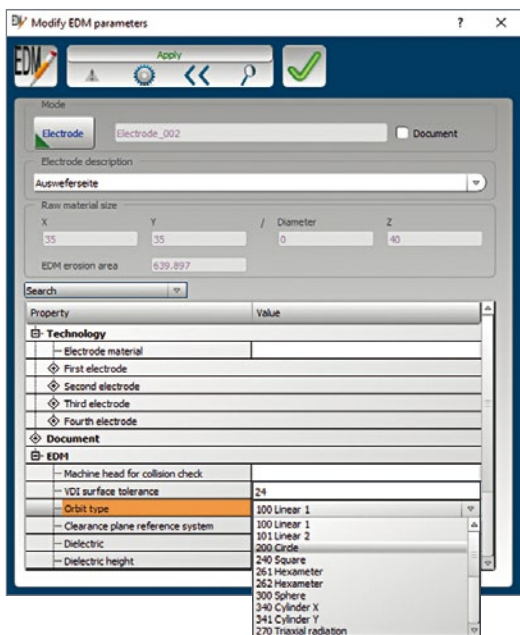 Modify EDM parameters
EDM
Apply
Mode
Electrode
Electrode_002
Document
Electrode description
Ausweferseite
Raw material size
X Y / Diameter Z
35 35 0 40
EDM erosion area 639.897
Search
Property Value
Technology
Electrode material
First electrode
Second electrode
Third electrode
Fourth electrode
Document
EDM
Machine head for collision check
VDI surface tolerance 24
Orbit type 100 Linear 1
Clearance plane reference system 100 Linear 1
101 Linear 2
Dielectric 200 Circle
240 Square
Dielectric height 261 Hexameter
262 Hexameter
300 Sphere
340 Cylinder X
341 Cylinder Y
270 Triaxial radiation